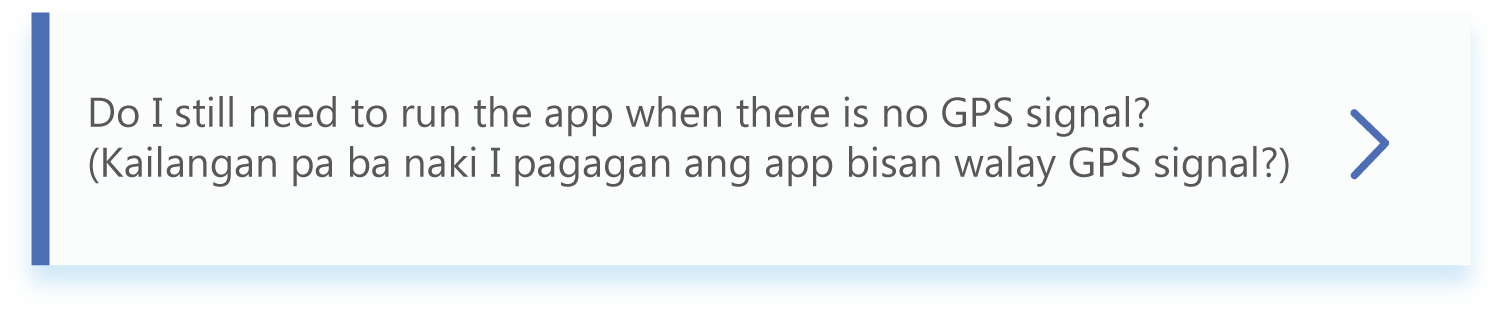 Do I still need to run the app when there is no GPS signal?
(Kailangan pa ba naki I pagagan ang app bisan walay GPS signal?)